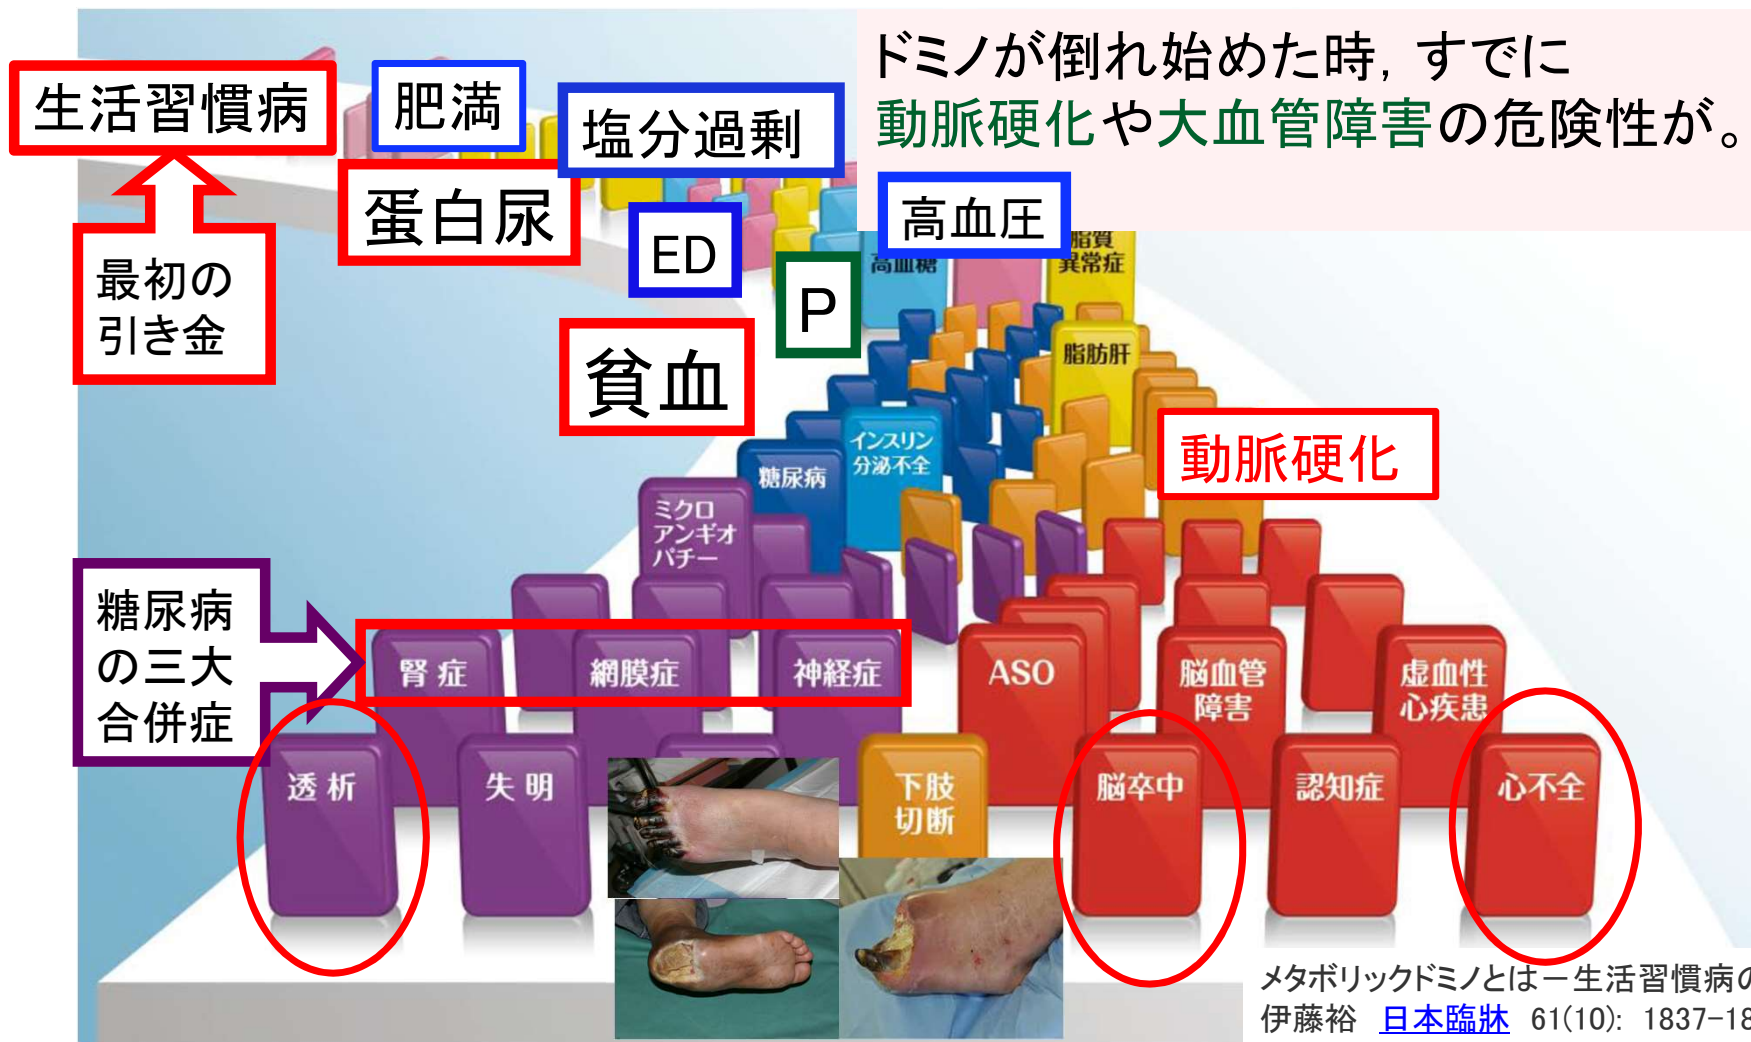 ドミノが倒れ始めた時，すでに
動脈硬化や大血管障害の危険性が。
生活習慣病
肥満
塩分過剰
蛋白尿
高血圧
ED
P
最初の
引き金
貧血
高血糖
脂質
異常症
脂肪肝
動脈硬化
インスリン
分泌不全
糖尿病
ミクロ
アンギオ
パチー
糖尿病
の三大
合併症
腎症
網膜症
神経症
ASO
脳血管
障害
虚血性
心疾患
透析
失明
下肢
切断
脳卒中
認知症
心不全
メタボリックドミノとは－生活習慣病の
伊藤裕 日本臨牀 61(10): 1837-18